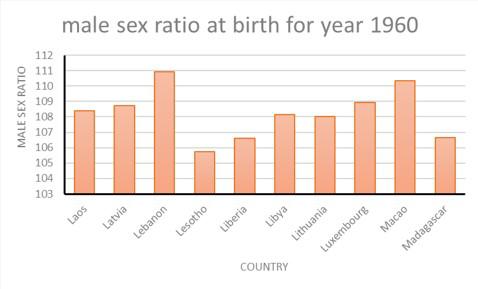 male sex ratio at birth for year 1960
112
111
110
109
108
107
106
105
104
103
MALE SEX RATIO
Laos
Latvia
Lebanon
Lesotho
Liberia
Libya
Lithuania
Luxembourg
Macao
Madagascar
COUNTRY